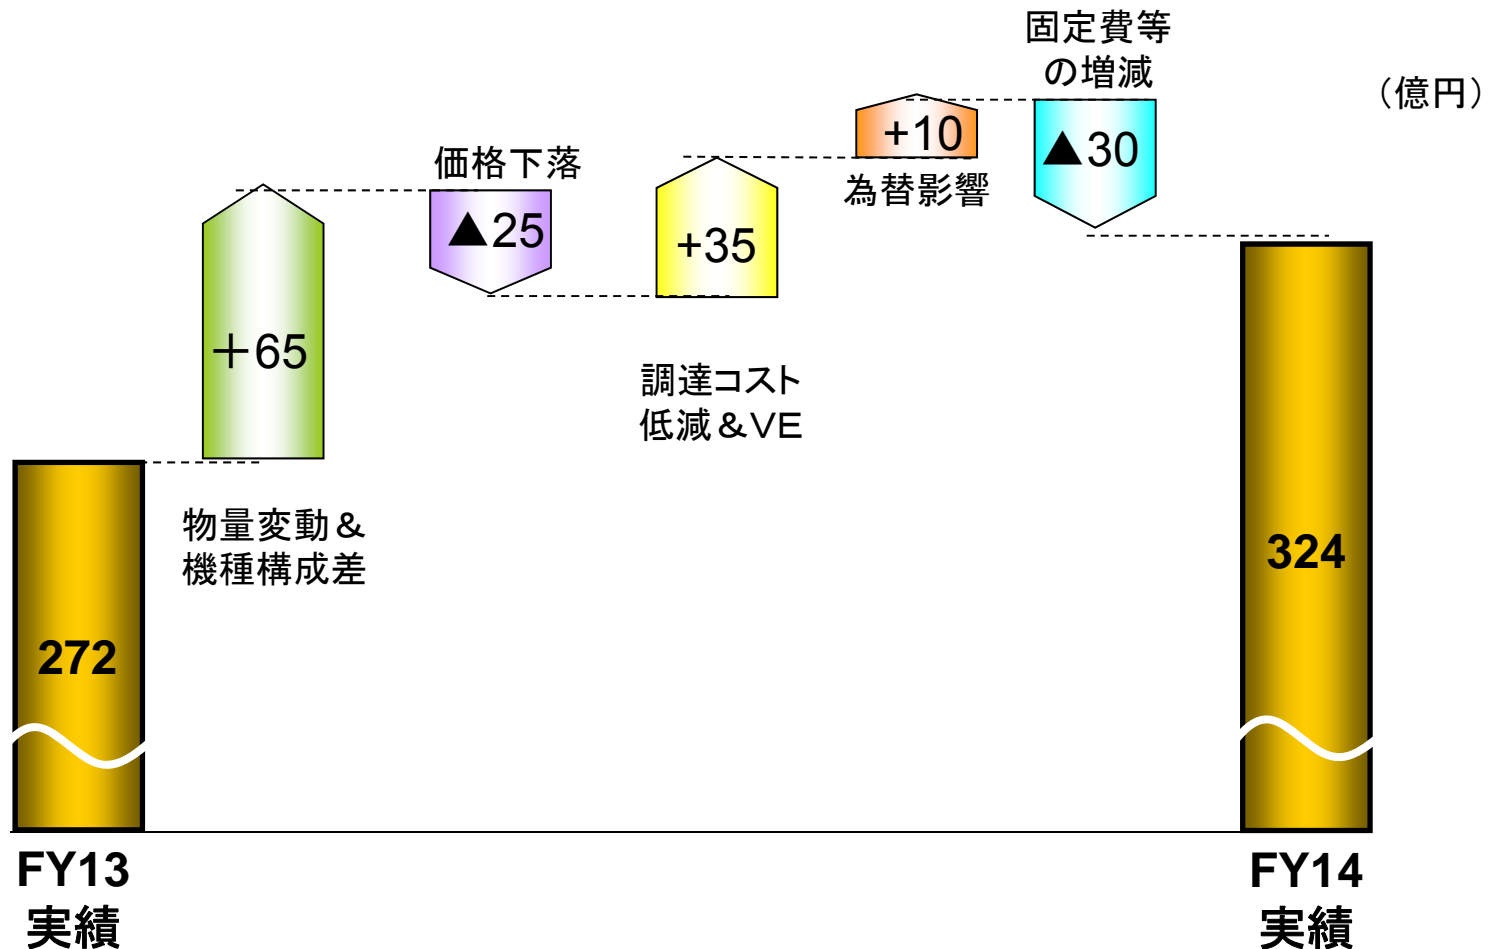 （億円）
272
FY13
実績
＋65
物量変動＆
機種構成差
価格下落
▲25
+35
調達コスト
低減＆VE
+10
為替影響
固定費等
の増減
▲30
324
FY14
実績